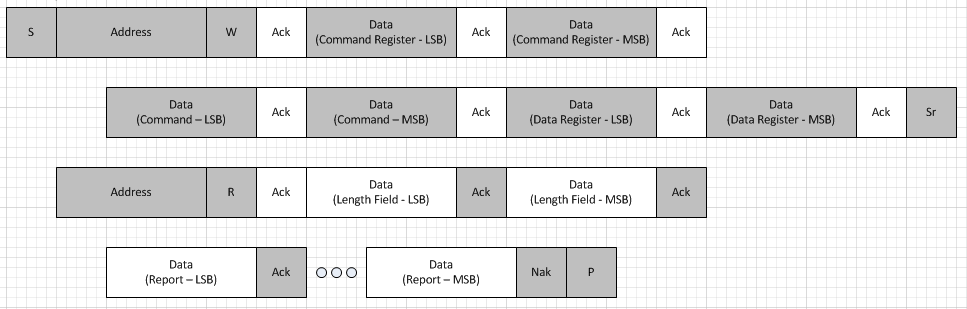 S Address W Ack Data (Command Register - LSB) Ack Data (Command Register - MSB) Ack
Data (Command – LSB) Ack Data (Command – MSB) Ack Data (Data Register - LSB) Ack Data (Data Register - MSB) Ack Sr
Address R Ack Data (Length Field - LSB) Ack Data (Length Field - MSB) Ack
Data (Report – LSB) Ack Data (Report – MSB) Nak P